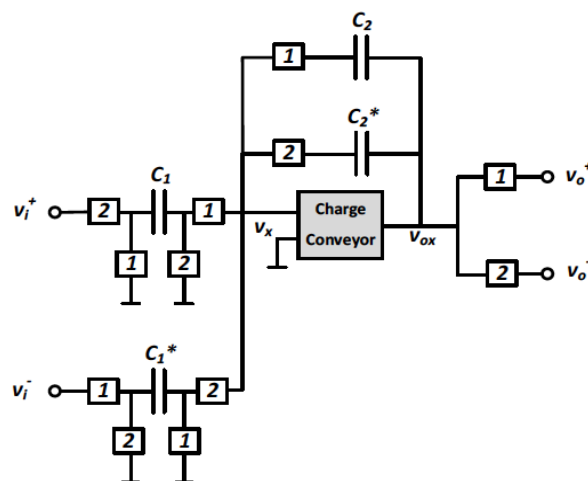 C2
1
C2*
2
C1
vi+
2
1
1
2
vx
Charge
Conveyor
vox
1
vo+
2
vo-
C1*
vi-
1
2
2
1